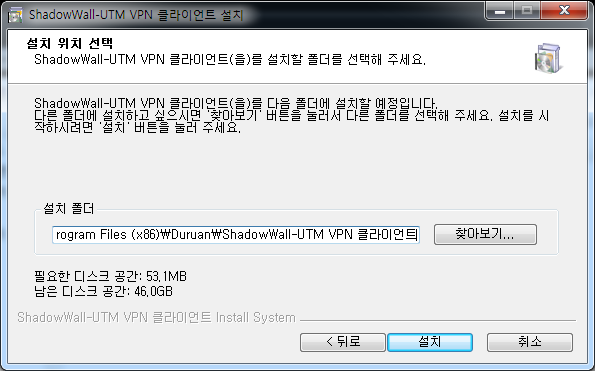 ShadowWall-UTM VPN 클라이언트 설치
설치 위치 선택
ShadowWall-UTM VPN 클라이언트(을)를 설치할 폴더를 선택해 주세요.
ShadowWall-UTM VPN 클라이언트(을)를 다음 폴더에 설치할 예정입니다.
다른 폴더에 설치하고 싶으시면 '찾아보기' 버튼을 눌러서 다른 폴더를 선택해 주세요. 설치를 시
작하시려면 '설치' 버튼을 눌러 주세요.
설치 폴더
rogram Files (x86)₩Duruan₩ShadowWall-UTM VPN 클라이언트
찾아보기...
필요한 디스크 공간: 53.1MB
남은 디스크 공간: 46.0GB
ShadowWall-UTM VPN 클라이언트 Install System
< 뒤로
설치
취소